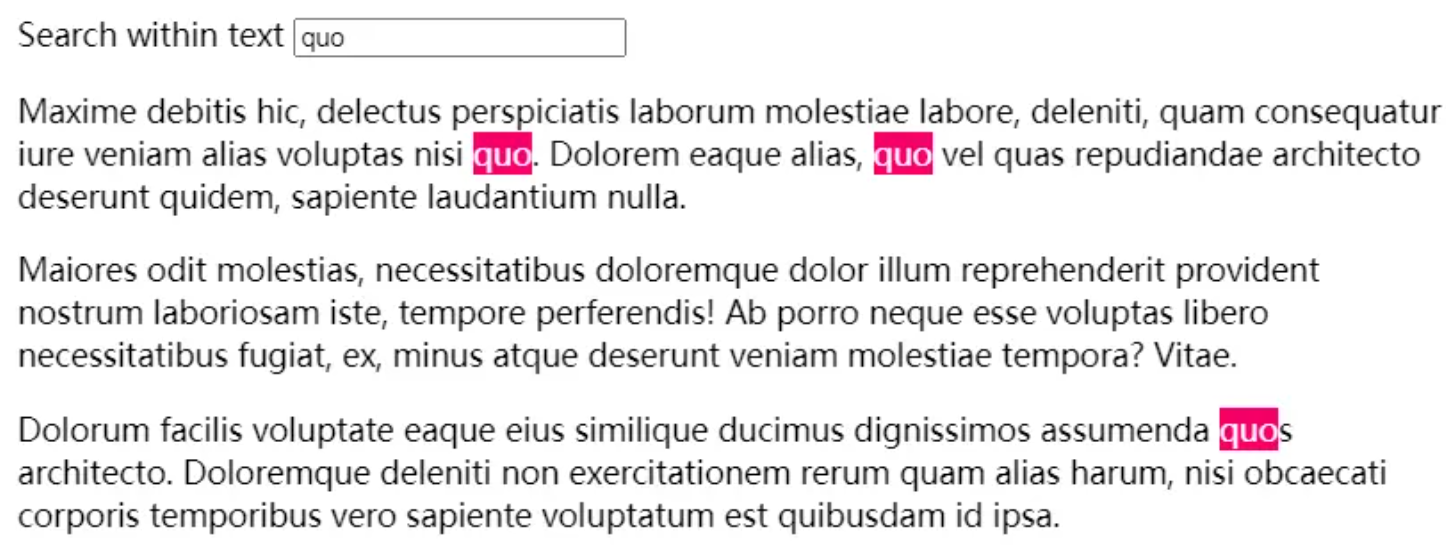 Search within text quo
Maxime debitis hic, delectus perspiciatis laborum molestiae labore, deleniti, quam consequatur
iure veniam alias voluptas nisi quo. Dolorem eaque alias, quo vel quas repudiandae architecto
deserunt quidem, sapiente laudantium nulla.
Maiores odit molestias, necessitatibus doloremque dolor illum reprehenderit provident
nostrum laboriosam iste, tempore perferendis! Ab porro neque esse voluptas libero
necessitatibus fugiat, ex, minus atque deserunt veniam molestiae tempora? Vitae.
Dolorum facilis voluptate eaque eius similique ducimus dignissimos assumenda quos
architecto. Doloremque deleniti non exercitationem rerum quam alias harum, nisi obcaecati
corporis temporibus vero sapiente voluptatum est quibusdam id ipsa.